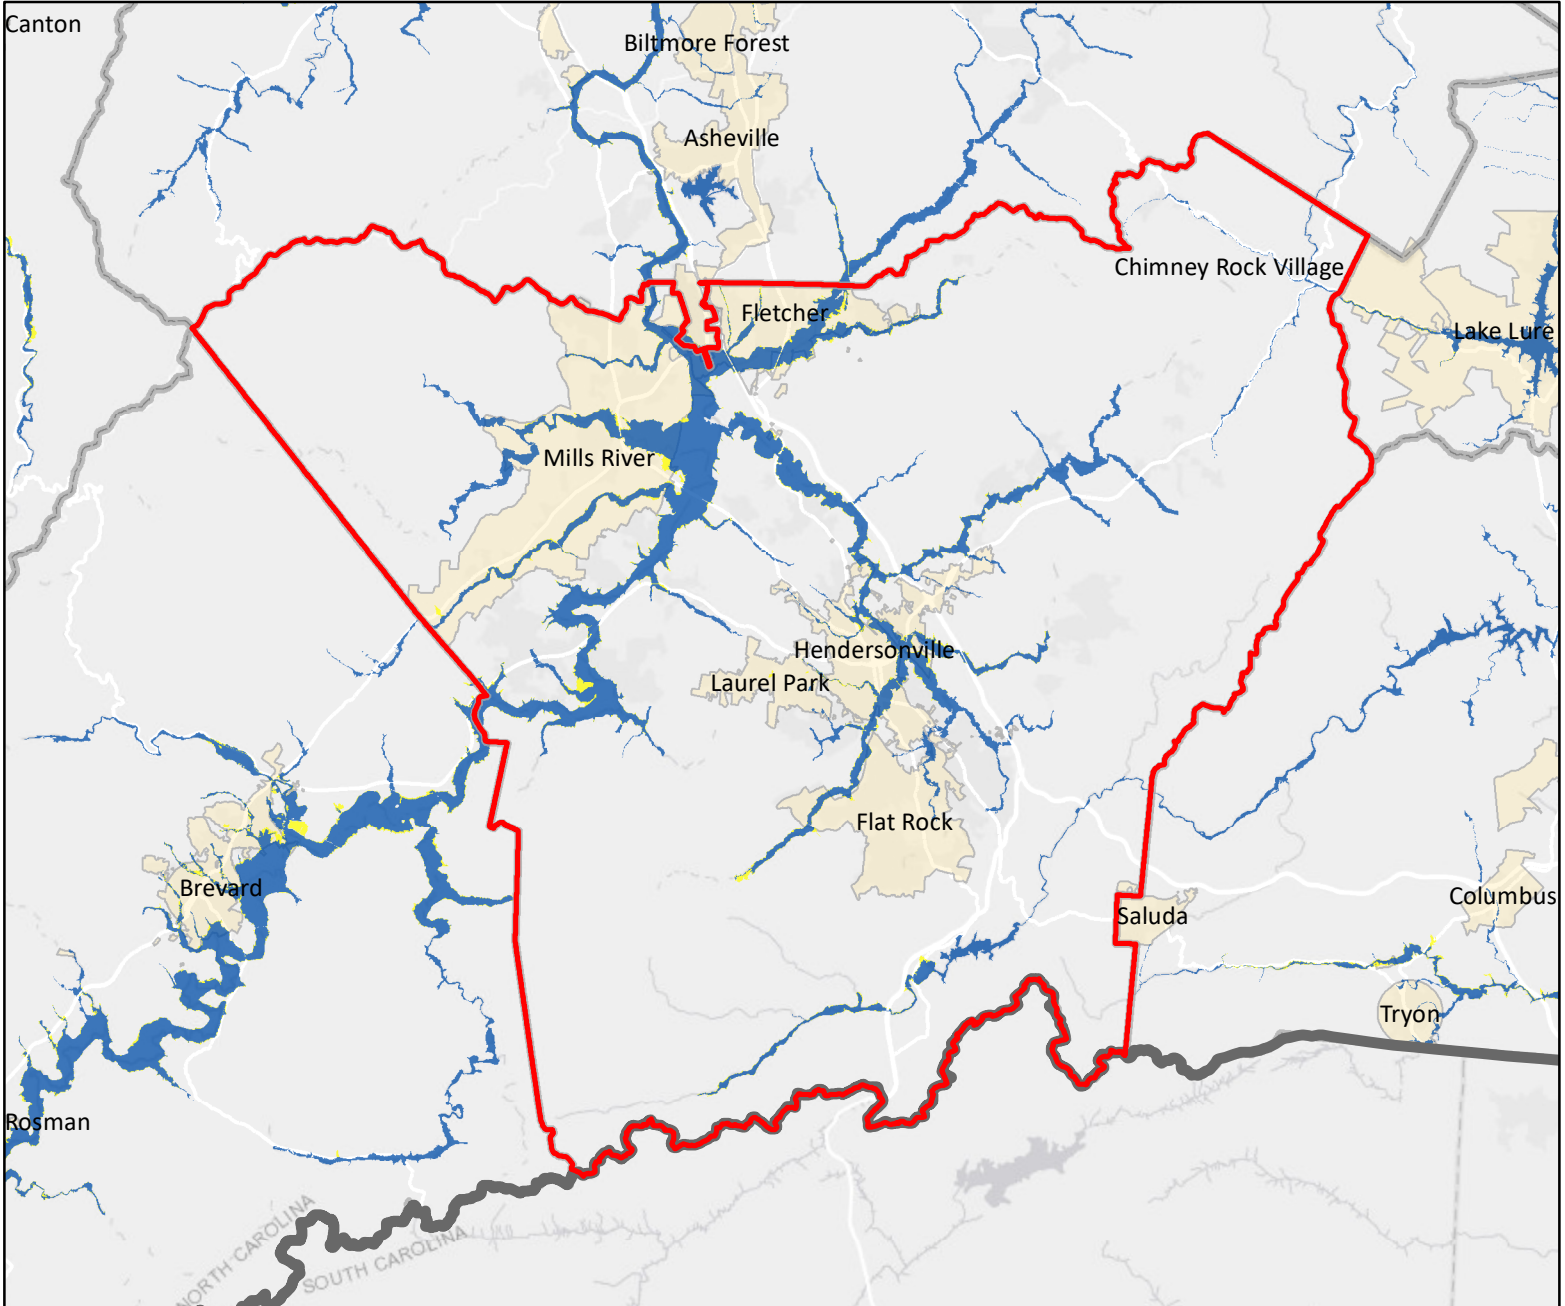 Canton
Biltmore Forest
Asheville
Chimney Rock Village
Fletcher
Lake Lure
Mills River
Hendersonville
Laurel Park
Flat Rock
Brevard
Columbus
Saluda
Tryon
Rosman
NORTH CAROLINA
SOUTH CAROLINA